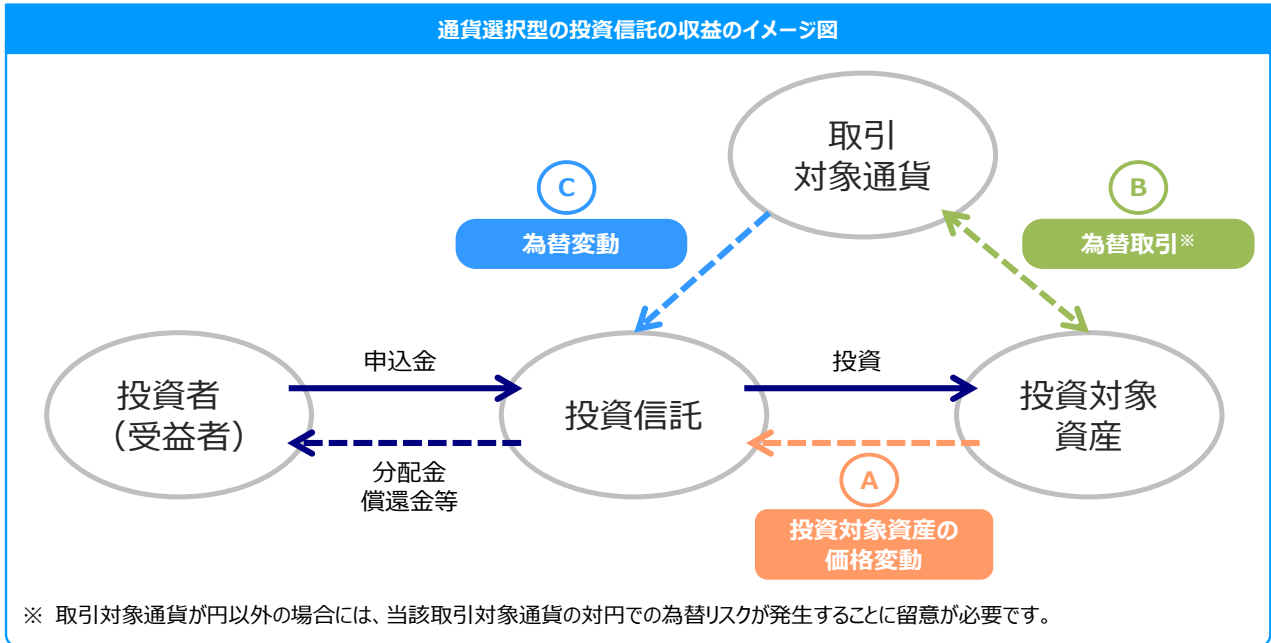 通貨選択型の投資信託の収益のイメージ図
取引
対象通貨
C
為替変動
B
為替取引※
投資者
（受益者）
申込金
分配金
償還金等
投資信託
投資
A
投資対象資産の
価格変動
投資対象
資産
※ 取引対象通貨が円以外の場合には、当該取引対象通貨の対円での為替リスクが発生することに留意が必要です。